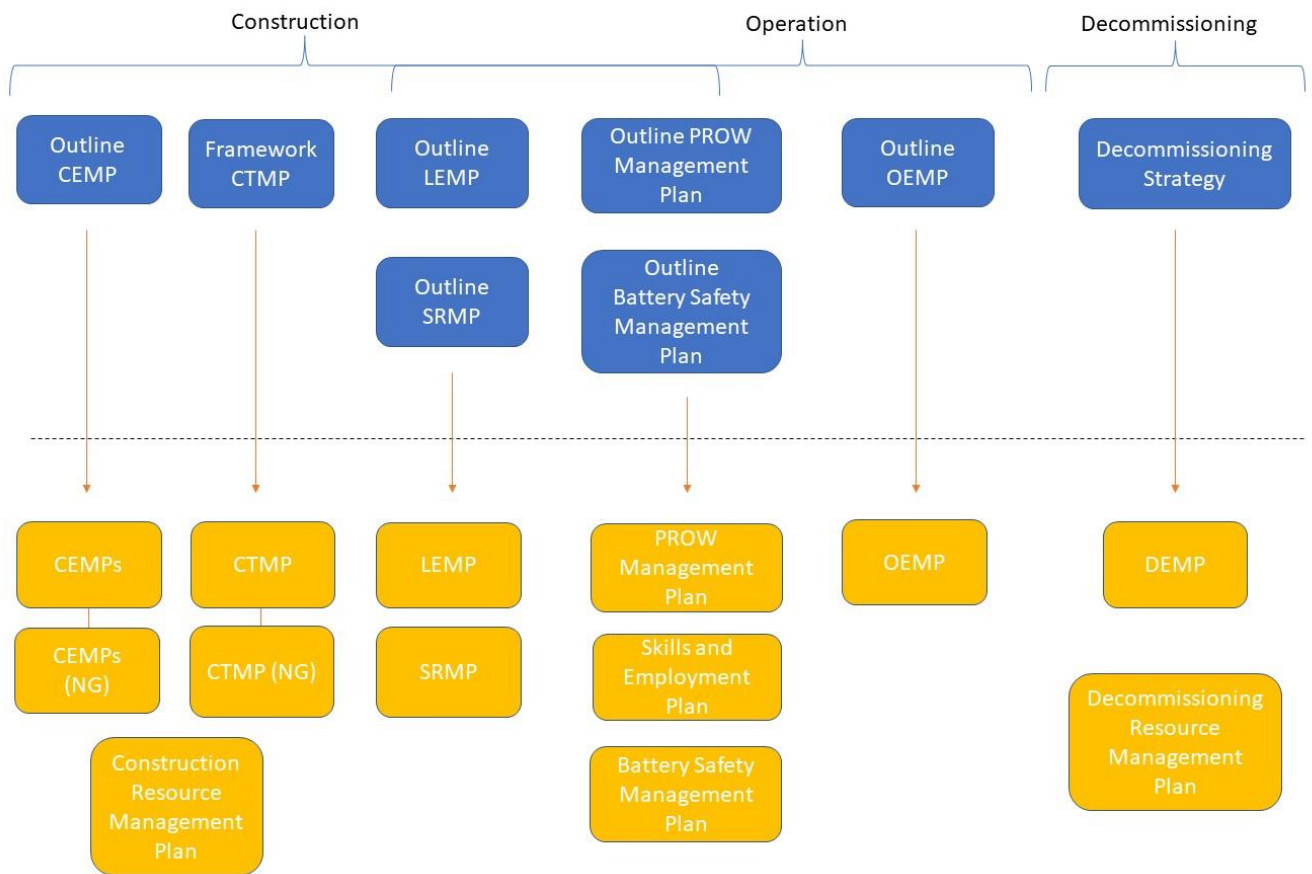 Construction
Operation
Decommissioning
Outline
CEMP
Framework
CTMP
Outline
LEMP
Outline PROW
Management
Plan
Outline
OEMP
Decommissioning
Strategy
Outline
SRMP
Outline
Battery Safety
Management
Plan
CEMPs
CTMP
LEMP
PROW
Management
Plan
OEMP
DEMP
CEMPs
(NG)
CTMP (NG)
SRMP
Skills and
Employment
Plan
Decommissioning
Resource
Management
Plan
Construction
Resource
Management
Plan
Battery Safety
Management
Plan